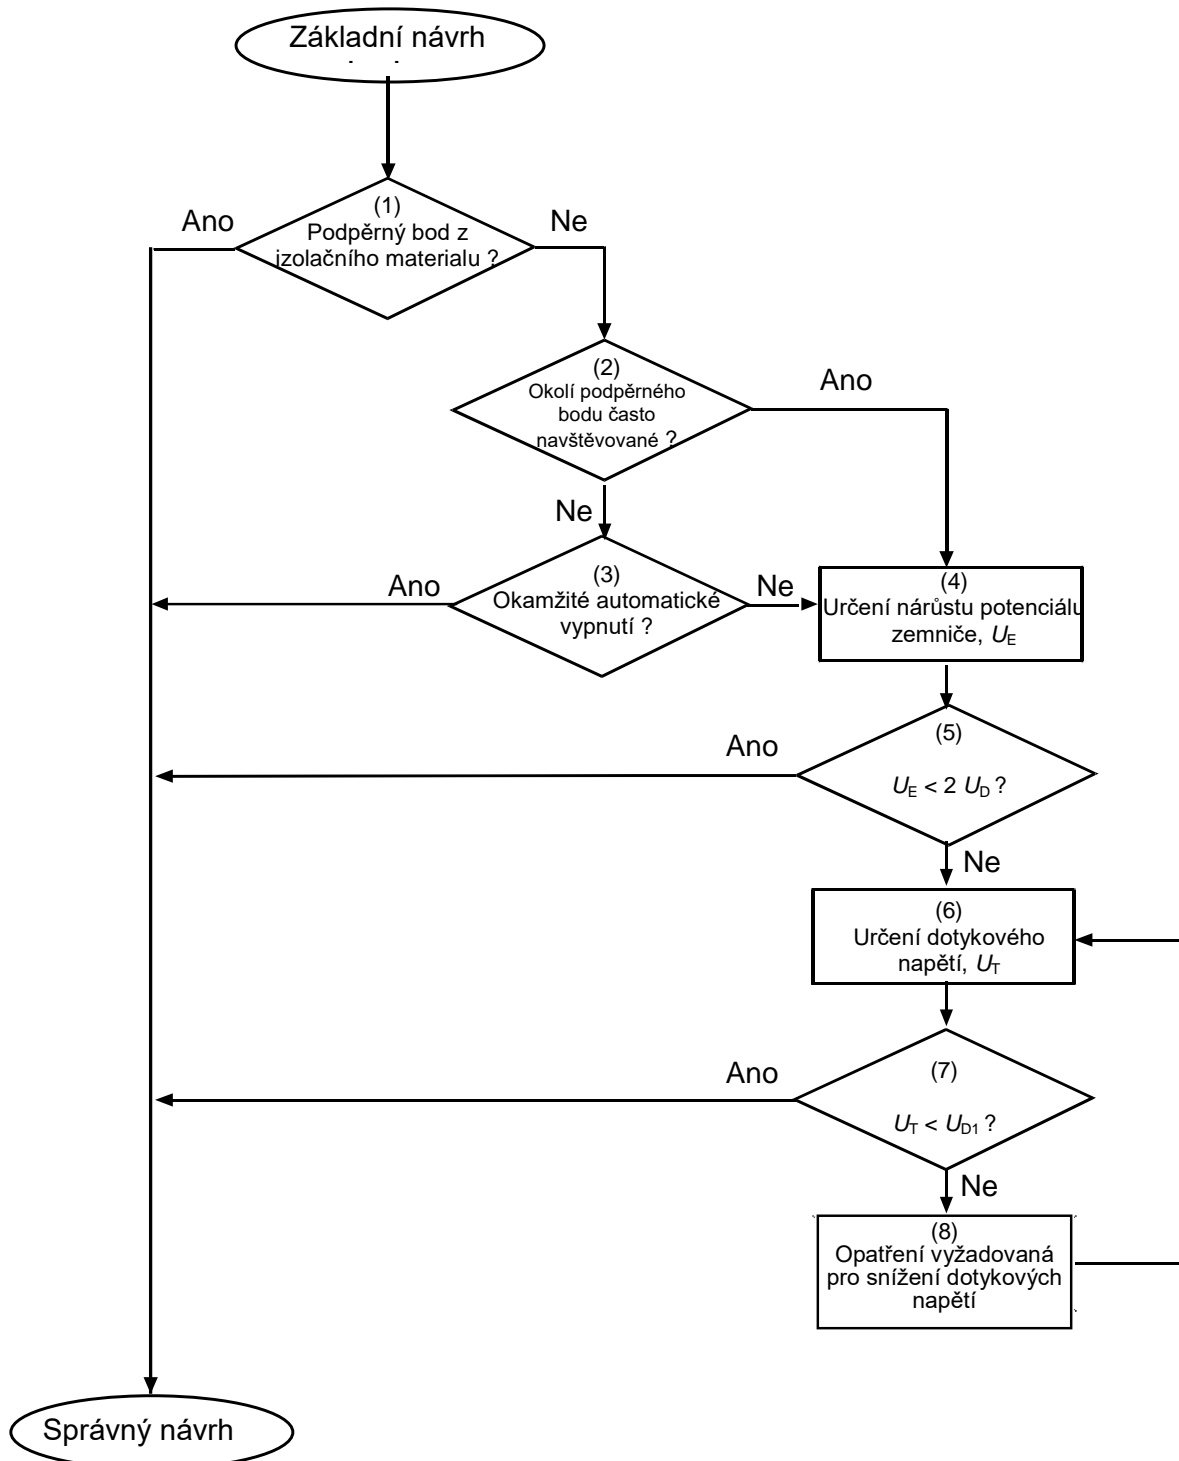 Základní návrh
(1)
Ano
Ne
Podpěrný bod z
izolačního materialu ?
(2)
Ano
Okolí podpěrného
bodu často
navštěvované ?
Ne
(3)
Ano
Ne
Okamžité automatické
vypnutí ?
(4)
Určení nárůstu potenciálu
zemniče, UE
(5)
Ano
UE < 2 UD ?
Ne
(6)
Určení dotykového
napětí, UT
(7)
Ano
UT < UD1 ?
Ne
(8)
Opatření vyžadovaná
pro snížení dotykových
napětí
Správný návrh